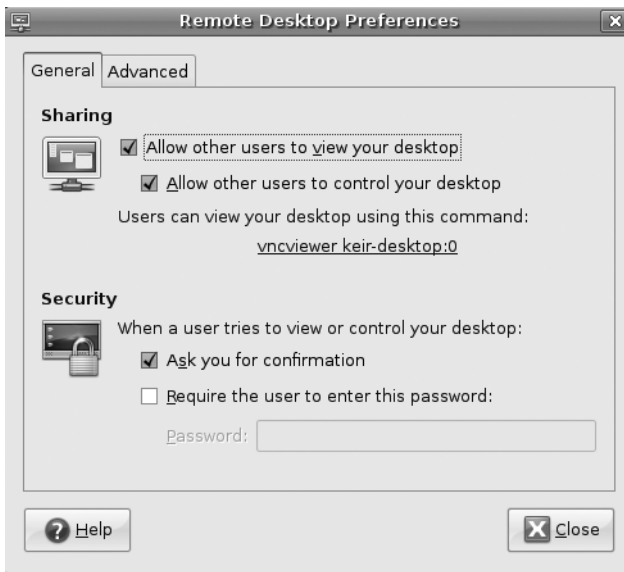 Remote Desktop Preferences
General
Advanced
Sharing
Allow other users to view your desktop
Allow other users to control your desktop
Users can view your desktop using this command:
vncviewer keir-desktop:0
Security
When a user tries to view or control your desktop:
Ask you for confirmation
Require the user to enter this password:
Password:
Help
Close